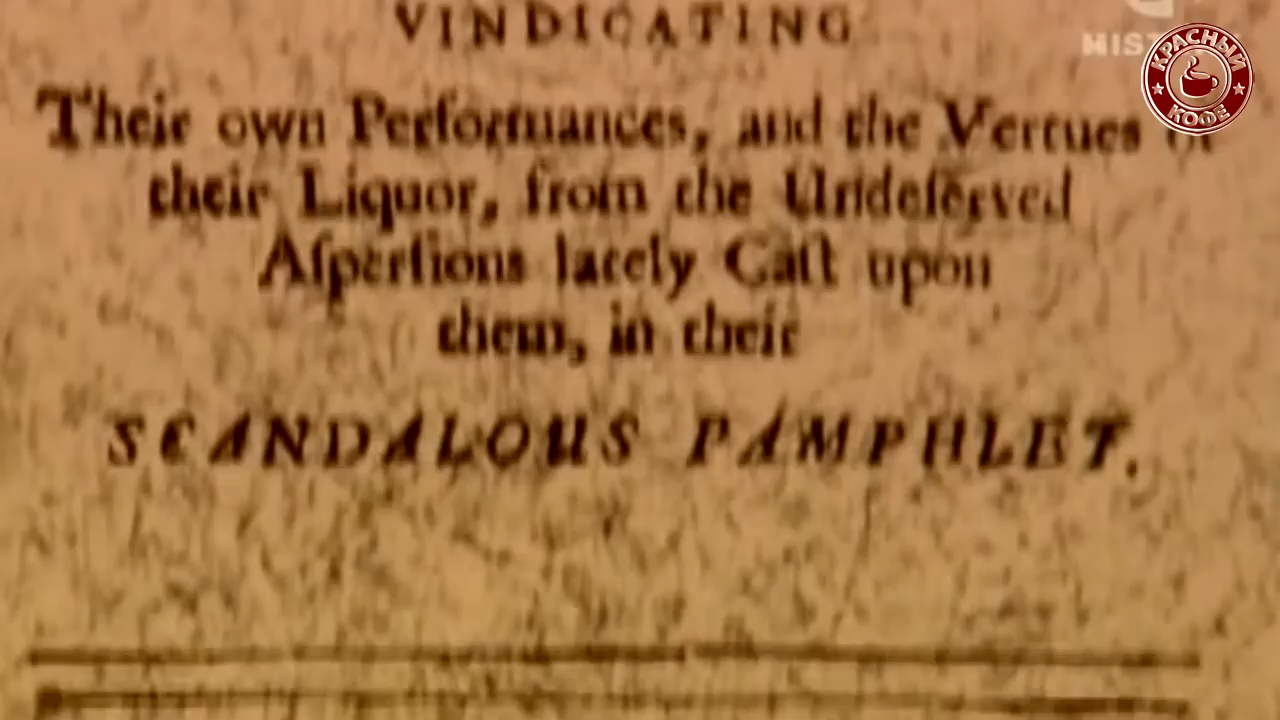 VINDICATING
Their own Performances, and the Vertues of
their Liquor, from the Undeſerved
Aſperſions lately Caſt upon
them, in their
SCANDALOUS PAMPHLET.
КРАСНЫЙ
КОФЕ